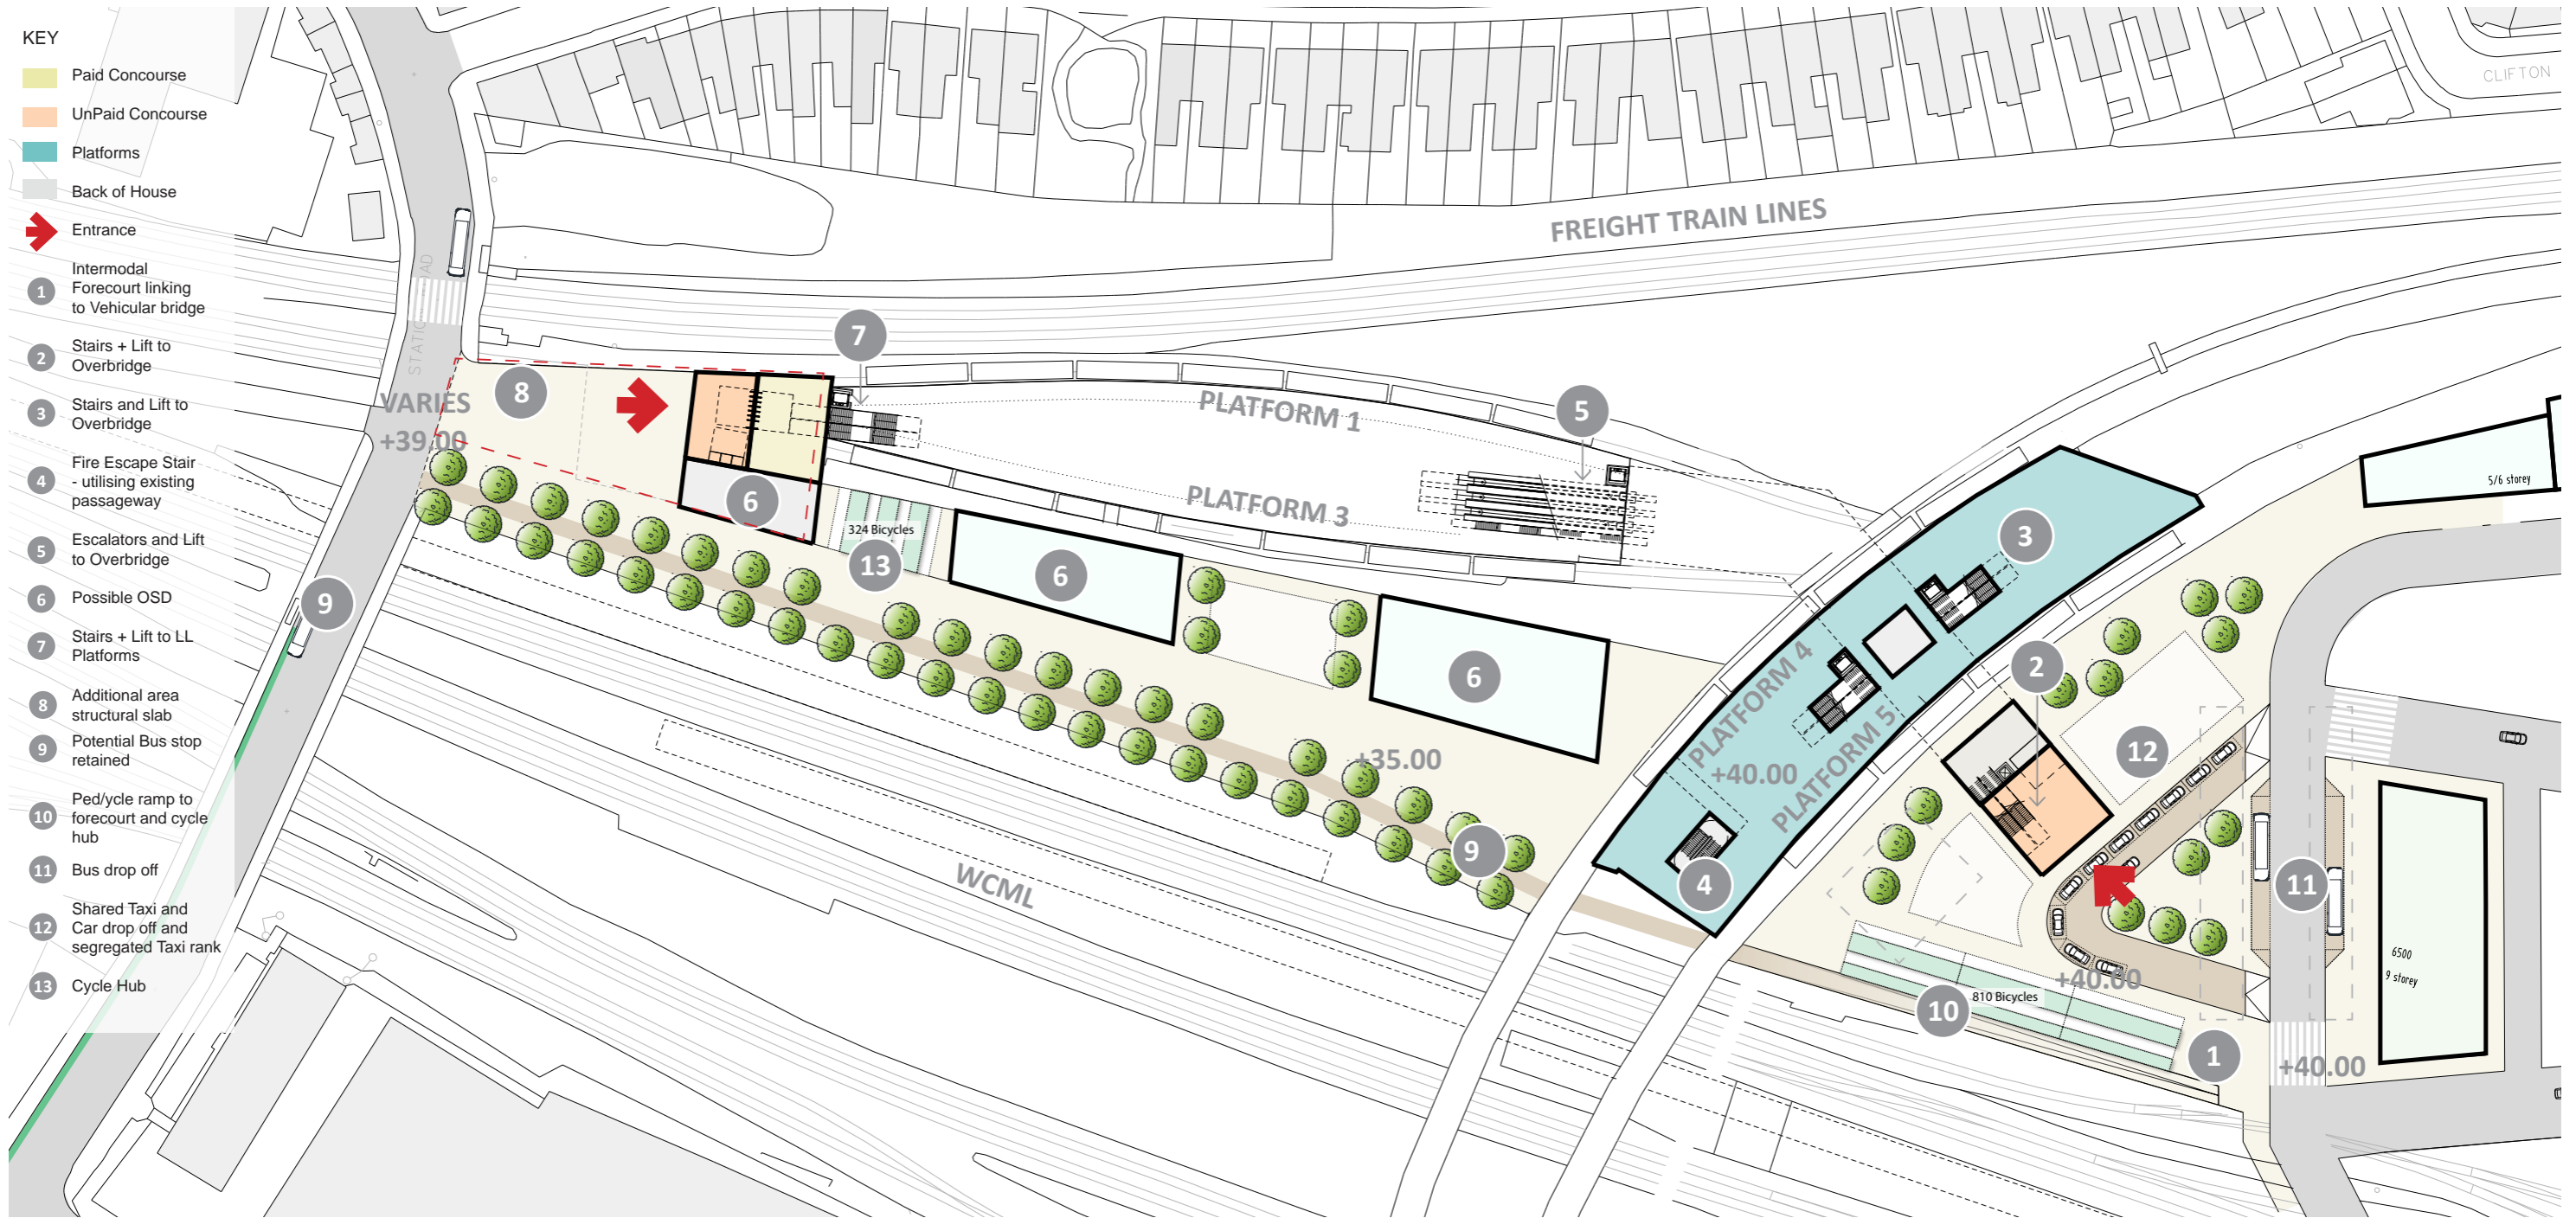 KEY
Paid Concourse
UnPaid Concourse
Platforms
Back of House
Entrance
1
Intermodal
Forecourt linking
to Vehicular bridge
2
Stairs + Lift to
Overbridge
3
Stairs and Lift to
Overbridge
4
Fire Escape Stair
- utilising existing
passageway
5
Escalators and Lift
to Overbridge
6
Possible OSD
7
Stairs + Lift to LL
Platforms
8
Additional area
structural slab
9
Potential Bus stop
retained
10
Ped/ycle ramp to
forecourt and cycle
hub
11
Bus drop off
12
Shared Taxi and
Car drop off and
segregated Taxi rank
13
Cycle Hub
CLIFTON
FREIGHT TRAIN LINES
7
8
VARIES
+39.00
PLATFORM 1
5
PLATFORM 3
6
324 Bicycles
13
6
6
9
+35.00
9
WCML
3
PLATFORM 4
+40.00
PLATFORM 5
4
2
12
5/6 storey
11
+40.00
10
810 Bicycles
1
+40.00
6500
9 storey